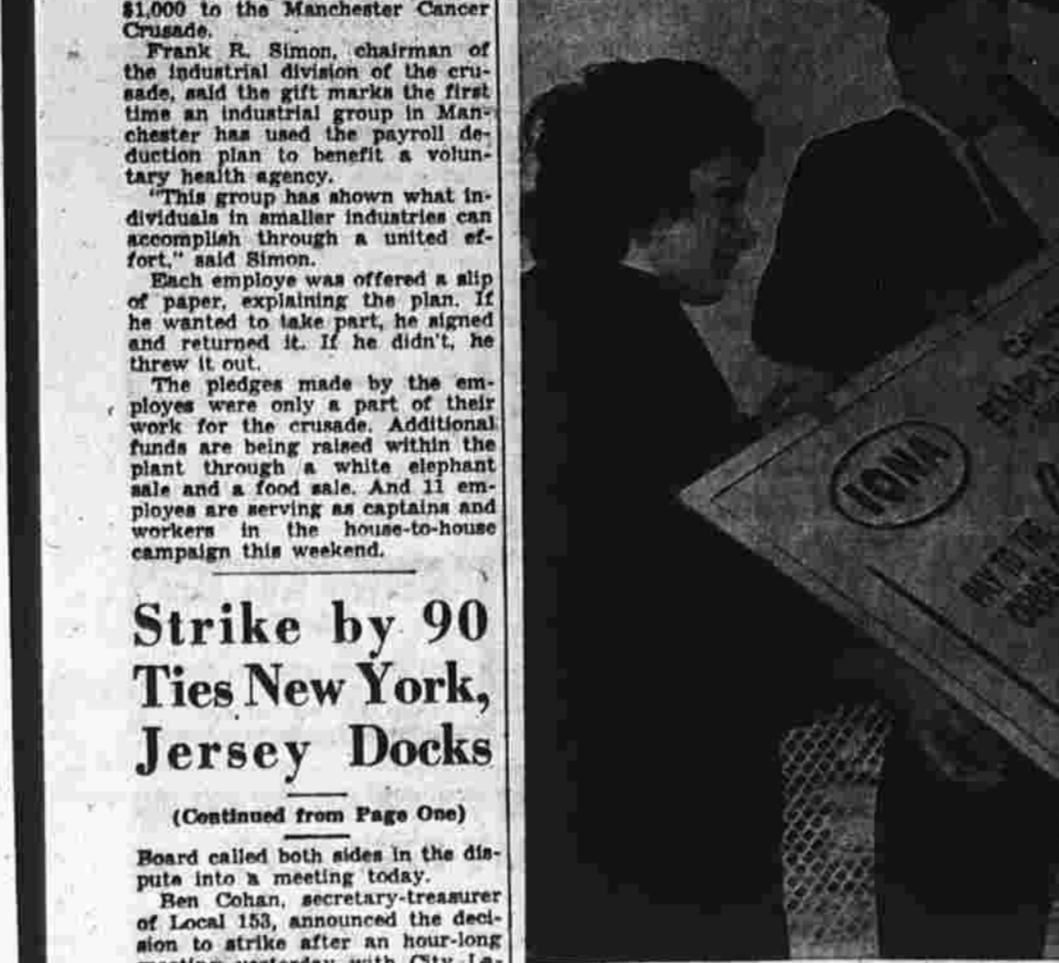 $1,000 to the Manchester Cancer
Crusade.
Frank R. Simon, chairman of
the industrial division of the cru-
sade, said the gift marks the first
time an industrial group in Man-
chester has used the payroll de-
duction plan to benefit a volun-
tary health agency.
"This group has shown what in-
dividuals in smaller industries can
accomplish through a united ef-
fort," said Simon.
Each employe was offered a slip
of paper, explaining the plan. If
he wanted to take part, he signed
and returned it. If he didn't, he
threw it out.
The pledges made by the em-
ployes were only a part of their
work for the crusade. Additional
funds are being raised within the
plant through a white elephant
sale and a food sale. And 11 em-
ployes are serving as captains and
workers in the house-to-house
campaign this weekend.
Strike by 90
Ties New York,
Jersey Docks
(Continued from Page One)
Board called both sides in the dis-
pute into a meeting today.
Ben Cohan, secretary-treasurer
of Local 153, announced the deci-
sion to strike after an hour-long
meeting yesterday with City La-
IONA